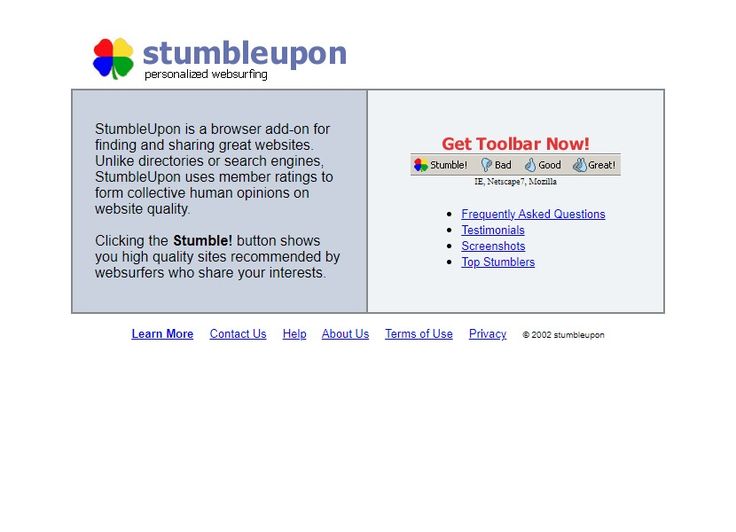 stumbleupon
personalized websurfing
StumbleUpon is a browser add-on for
finding and sharing great websites.
Unlike directories or search engines,
StumbleUpon uses member ratings to
form collective human opinions on
website quality.
Clicking the Stumble! button shows
you high quality sites recommended by
websurfers who share your interests.
Get Toolbar Now!
Stumble! Bad Good Great!
IE, Netscape7, Mozilla
Frequently Asked Questions
Testimonials
Screenshots
Top Stumblers
Learn More Contact Us Help About Us Terms of Use Privacy © 2002 stumbleupon